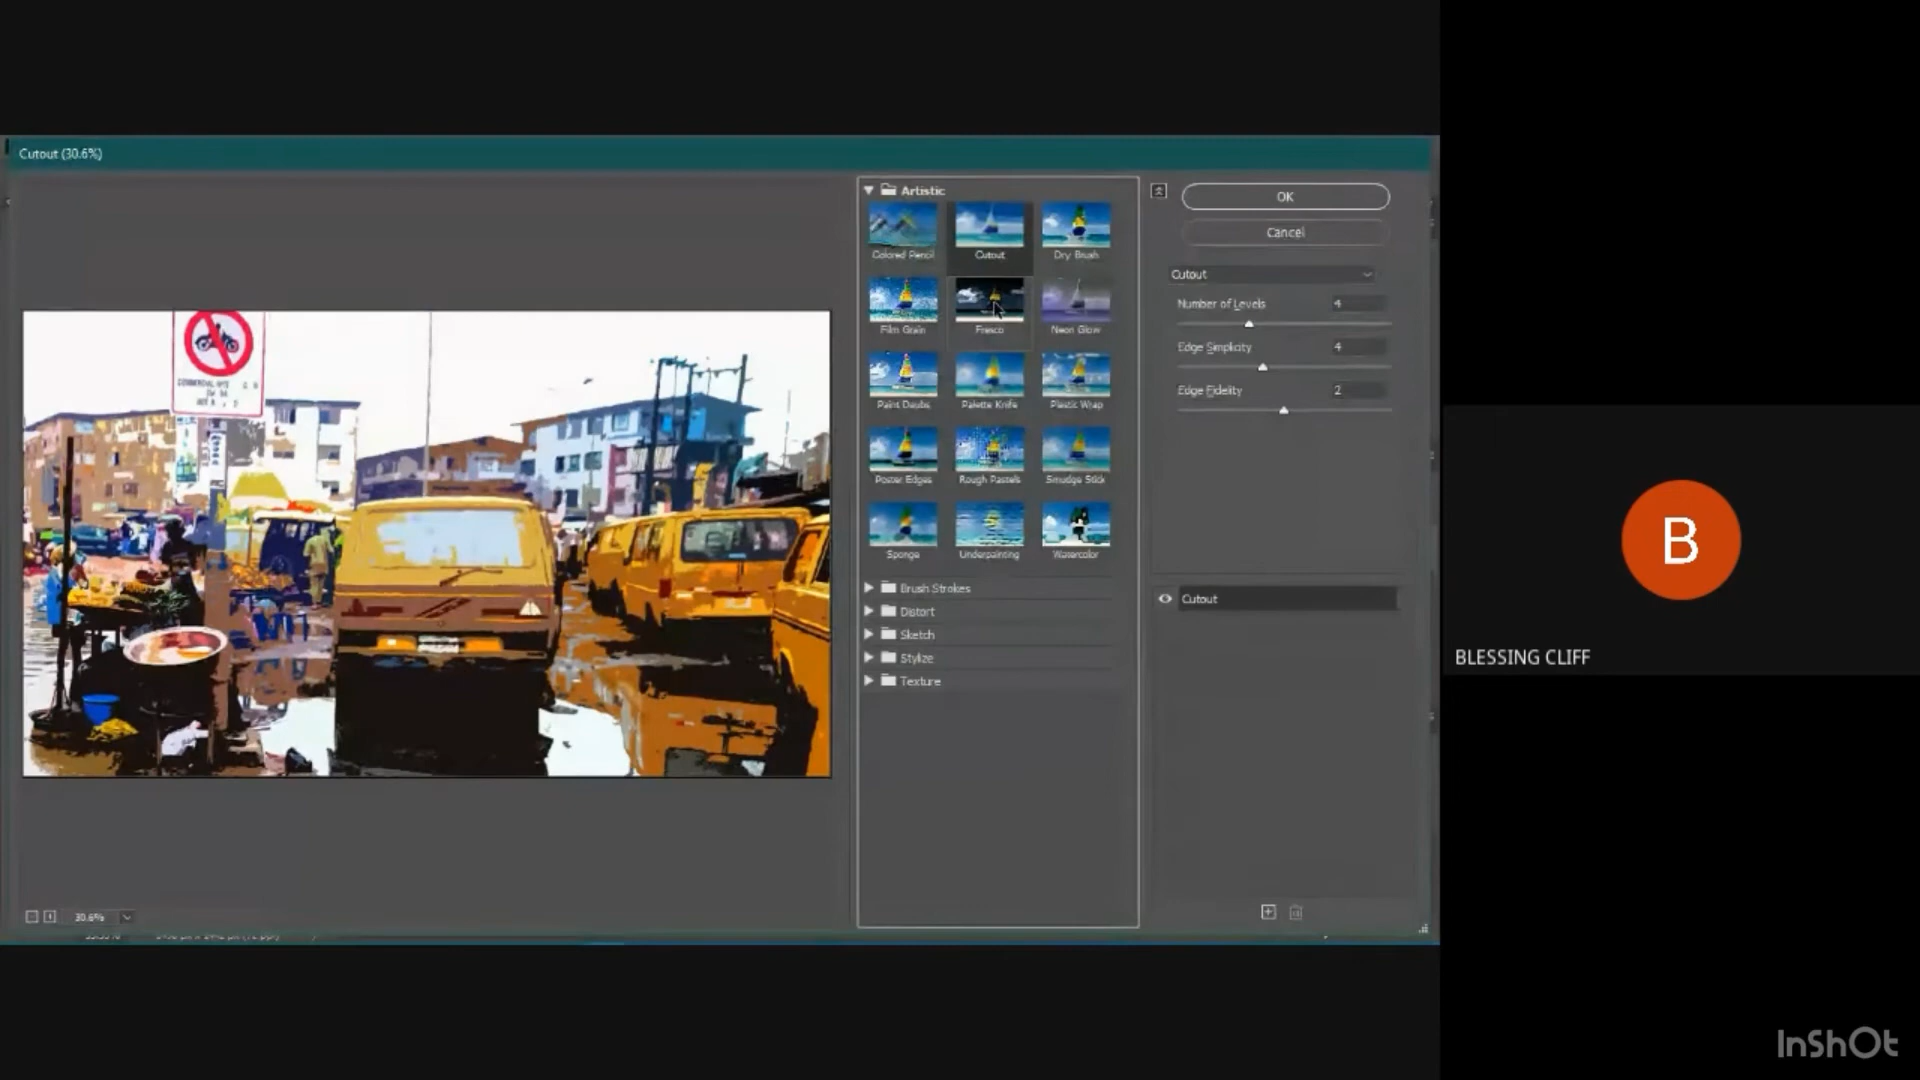 Cutout (30.6%)
Artistic
OK
Cancel
Colored Pencil
Cutout
Dry Brush
Cutout
Number of Levels
4
Film Grain
Fresco
Neon Glow
Edge Simplicity
4
Edge Fidelity
2
Paint Daubs
Palette Knife
Plastic Wrap
Poster Edges
Rough Pastels
Smudge Stick
Sponge
Underpainting
Watercolor
Brush Strokes
Distort
Sketch
Stylize
Texture
Cutout
30.6%
B
BLESSING CLIFF
InShOt